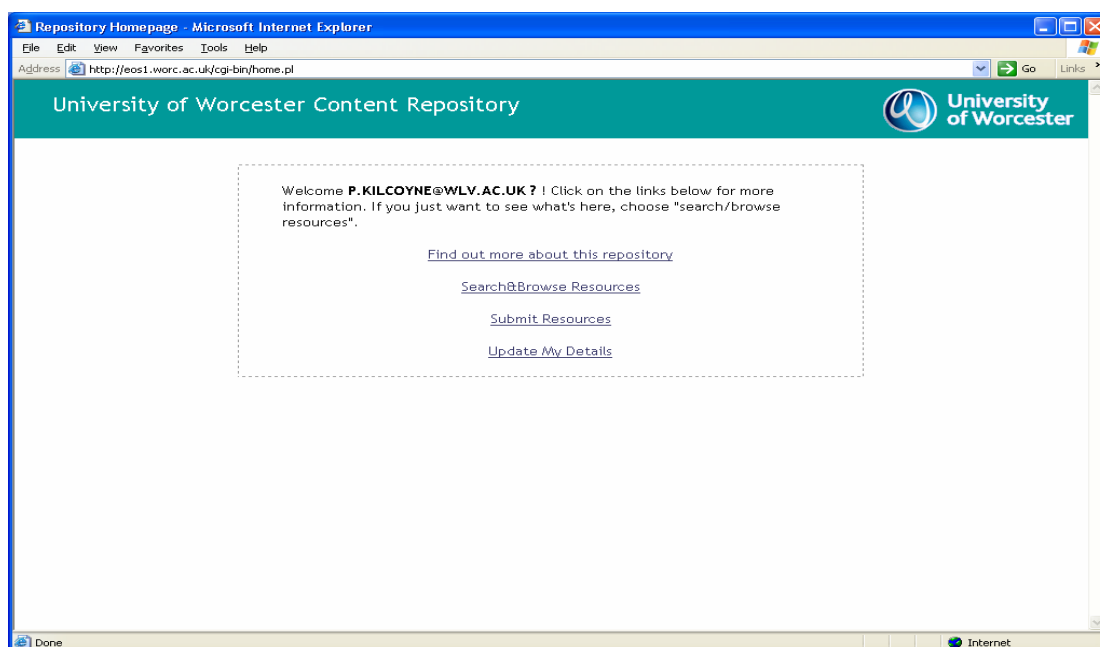 Repository Homepage - Microsoft Internet Explorer
File Edit View Favorites Tools Help
Address http://eos1.worc.ac.uk/cgi-bin/home.pl Go Links
University of Worcester Content Repository
University
of Worcester
Welcome P.KILCOYNE@WLV.AC.UK ? ! Click on the links below for more
information. If you just want to see what's here, choose "search/browse
resources".
Find out more about this repository
Search&Browse Resources
Submit Resources
Update My Details
Done Internet